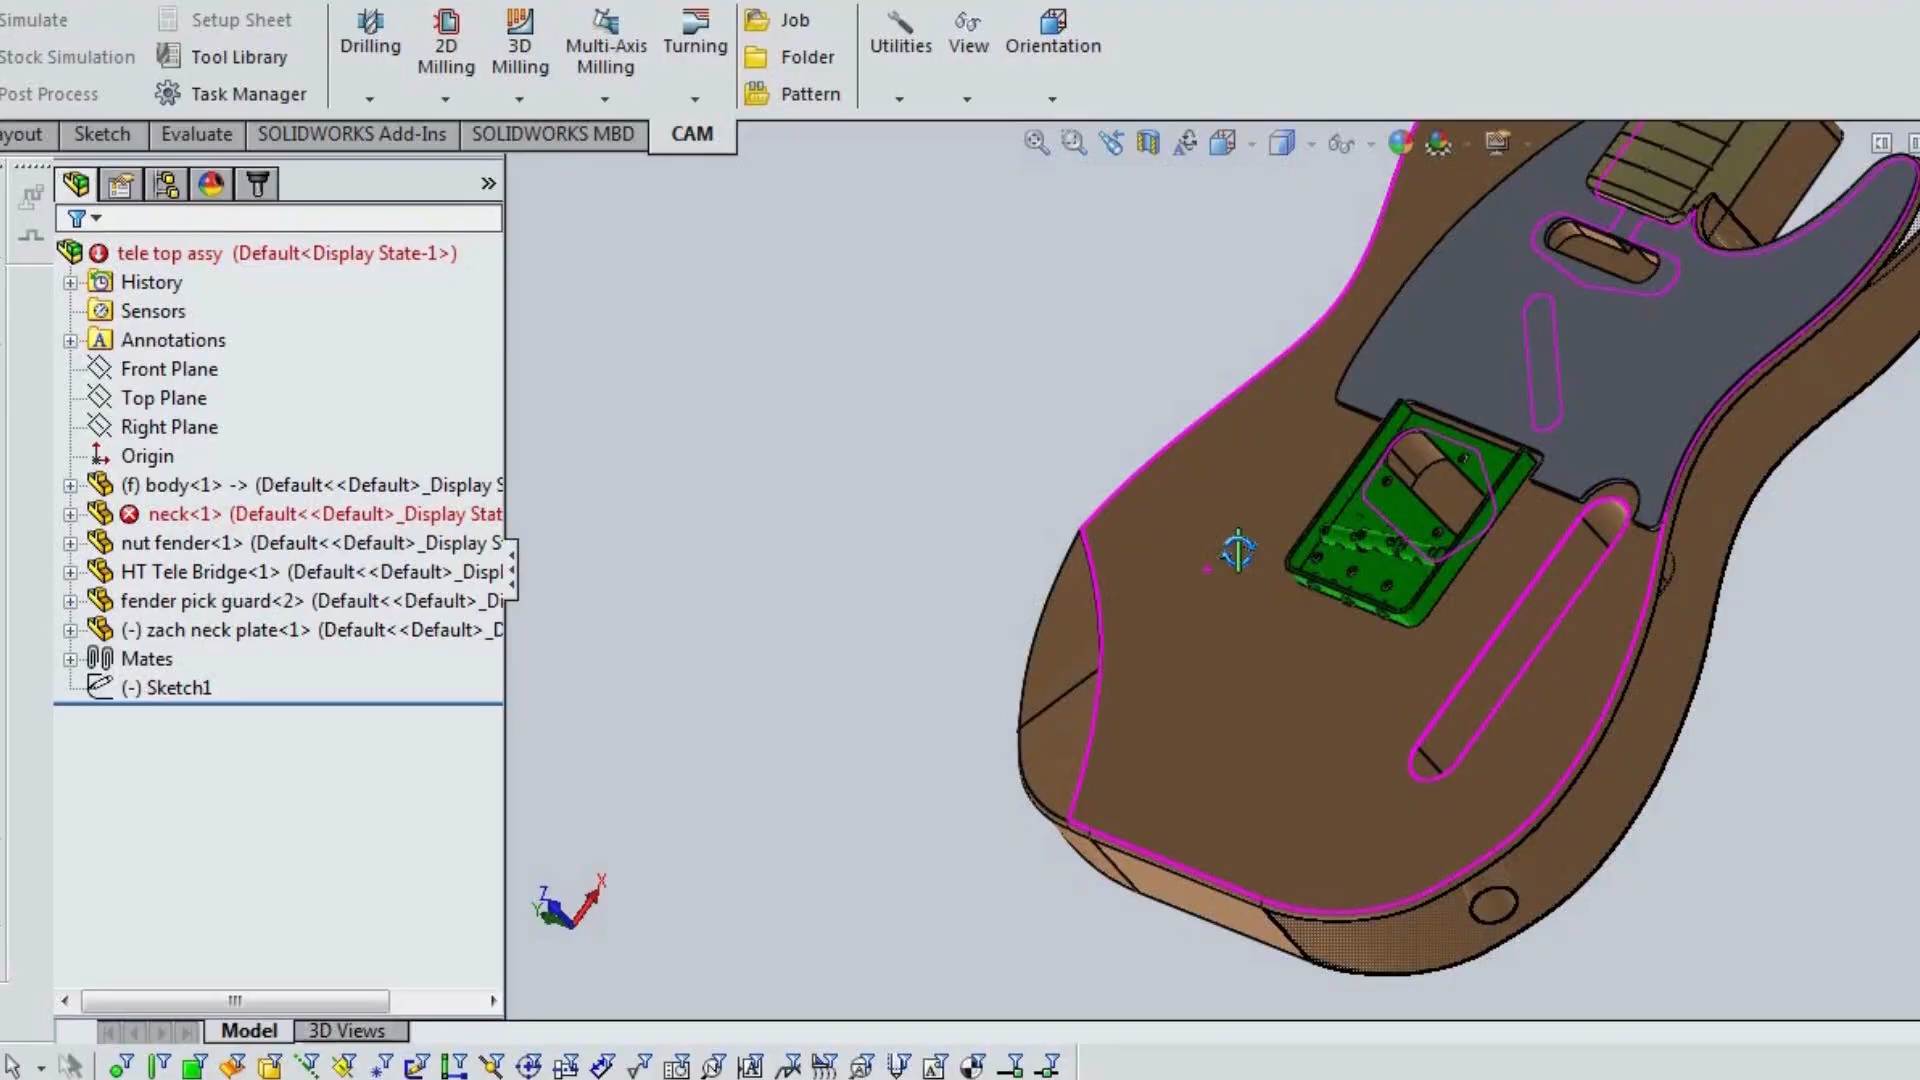 Simulate
Setup Sheet
Drilling
2D
Milling
3D
Milling
Multi-Axis
Milling
Turning
Job
Utilities
View
Orientation
Stock Simulation
Tool Library
Folder
Post Process
Task Manager
Pattern
ayout
Sketch
Evaluate
SOLIDWORKS Add-Ins
SOLIDWORKS MBD
CAM
tele top assy (Default<Display State-1>)
History
Sensors
Annotations
Front Plane
Top Plane
Right Plane
Origin
(f) body<1> -> (Default<<Default>_Display S
neck<1> (Default<<Default>_Display Stat
nut fender<1> (Default<<Default>_Display S
HT Tele Bridge<1> (Default<<Default>_Displ
fender pick guard<2> (Default<<Default>_Di
(-) zach neck plate<1> (Default<<Default>_D
Mates
(-) Sketch1
X
Z
Y
Model
3D Views